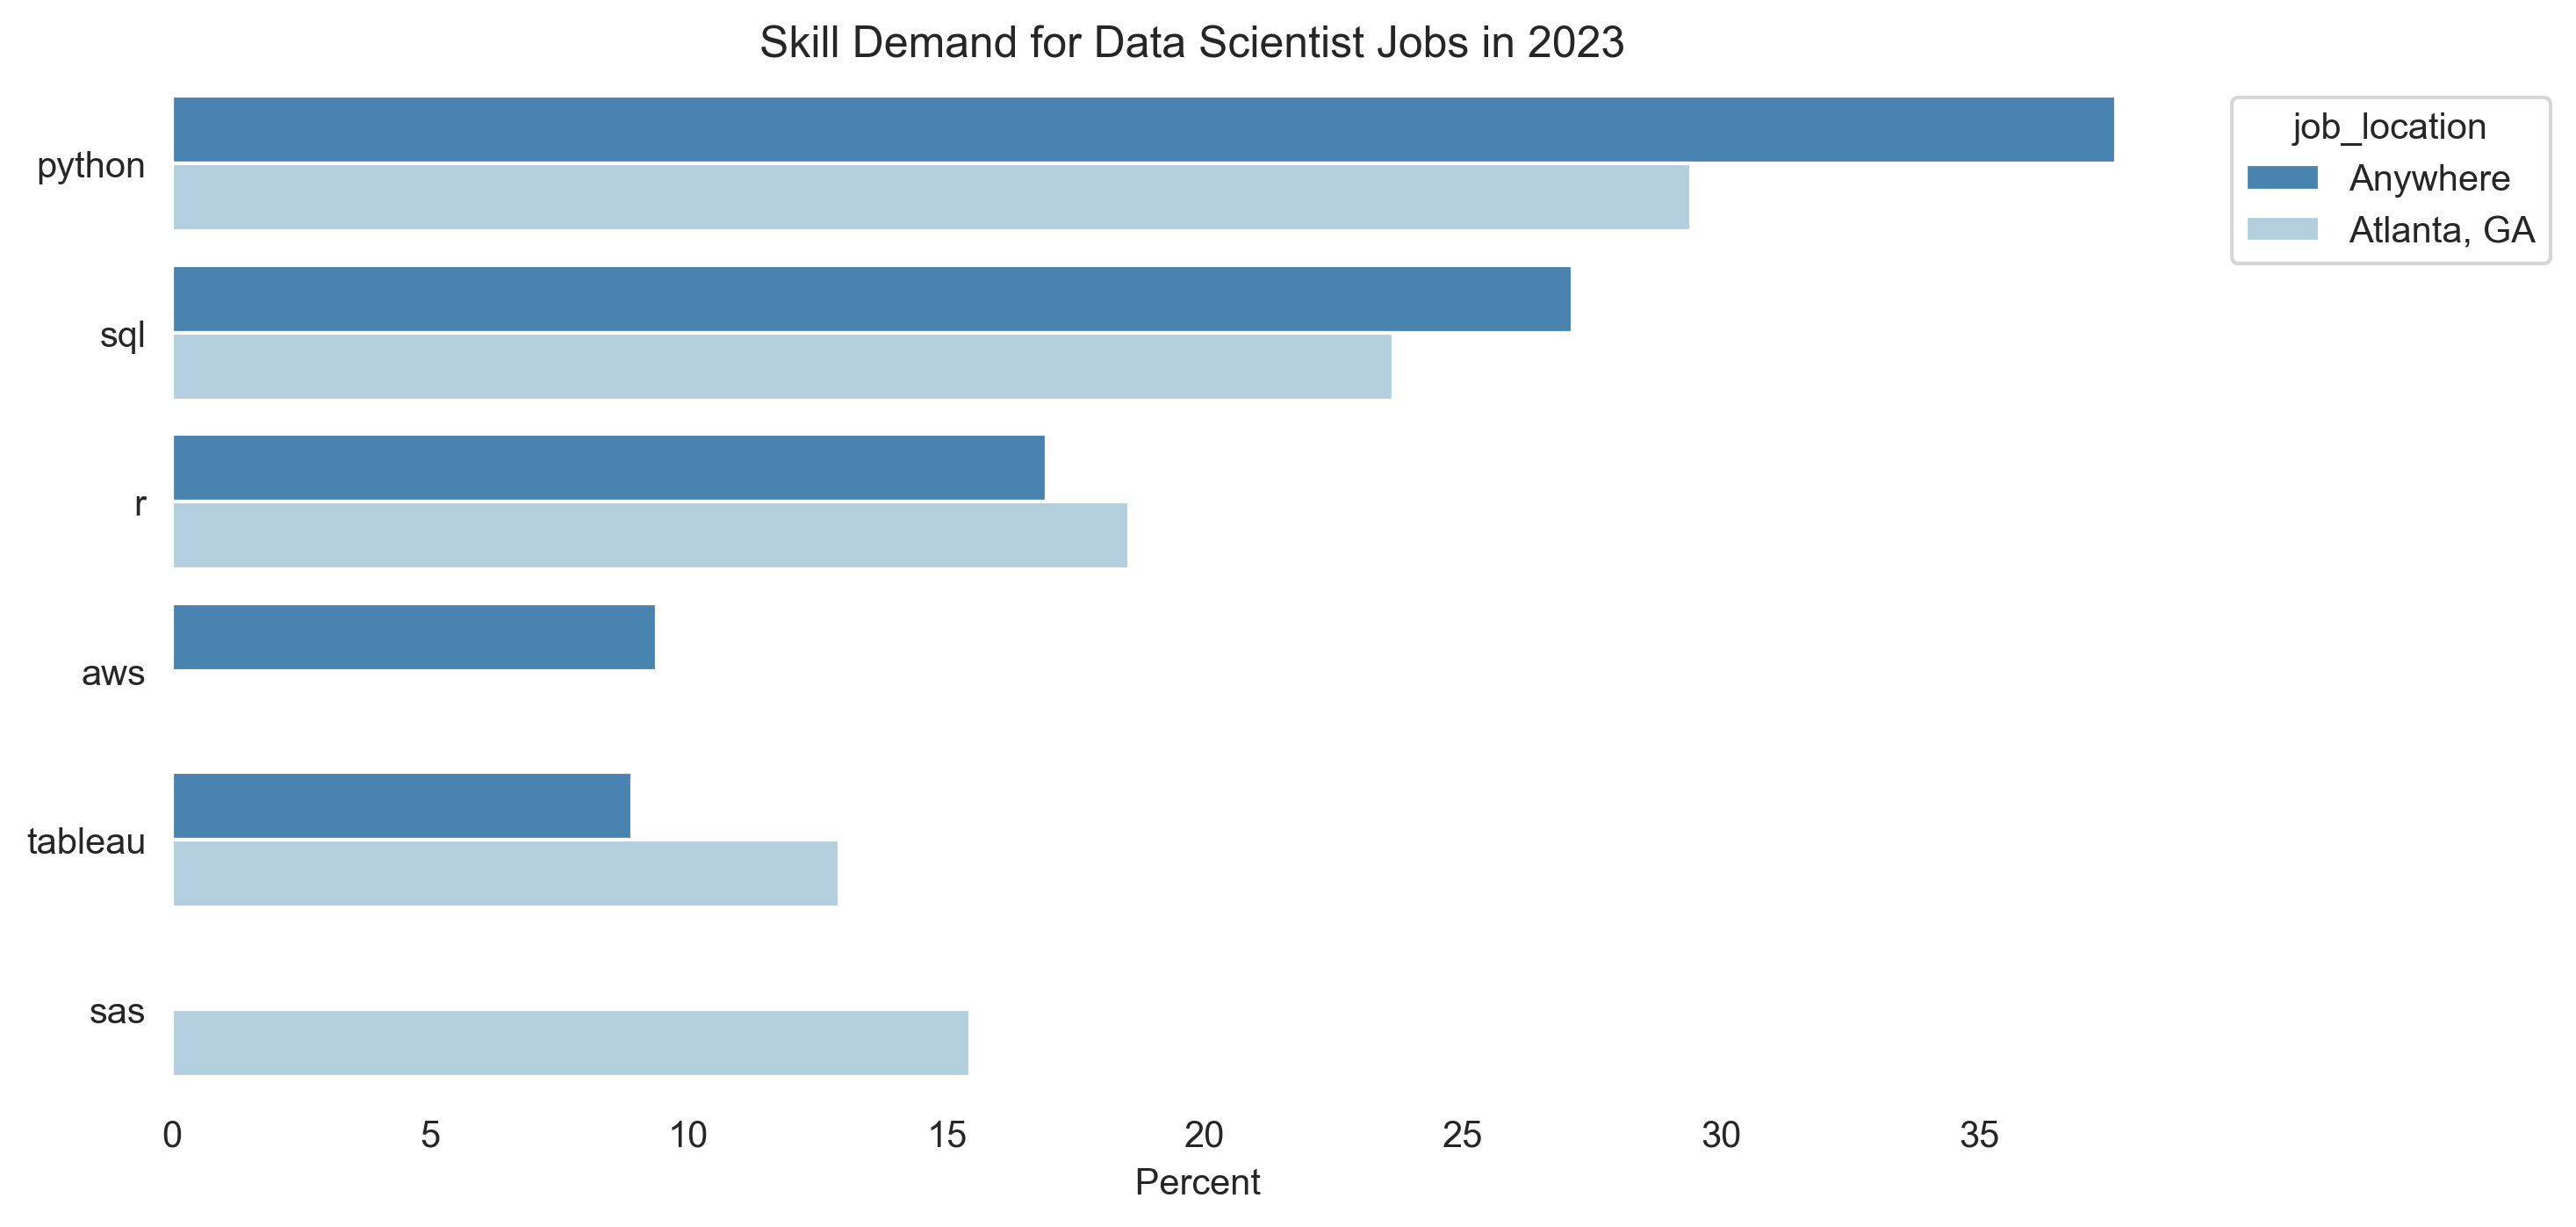 Skill Demand for Data Scientist Jobs in 2023
job_location
Anywhere
Atlanta, GA
python
sql
r
aws
tableau
sas
0 5 10 15 20 25 30 35
Percent